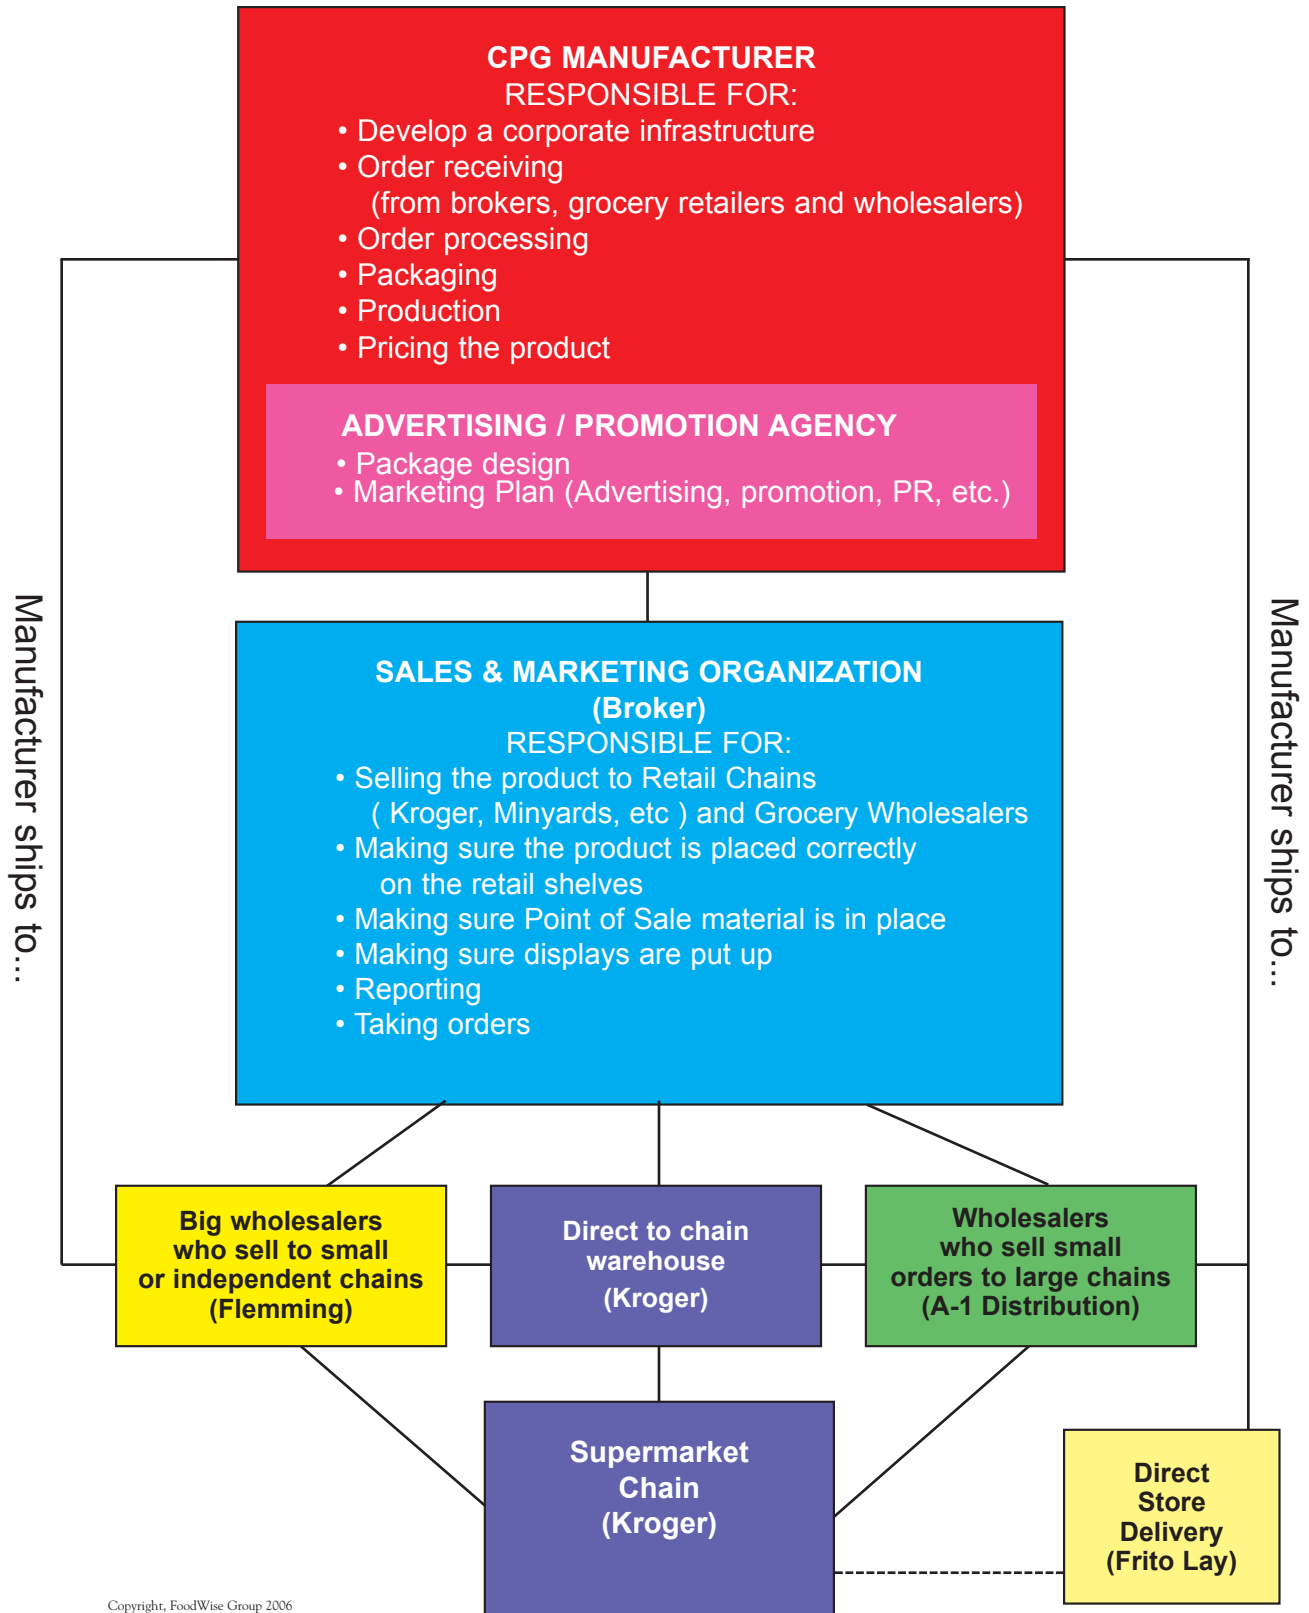 CPG MANUFACTURER
RESPONSIBLE FOR:
• Develop a corporate infrastructure
• Order receiving
(from brokers, grocery retailers and wholesalers)
• Order processing
• Packaging
• Production
• Pricing the product
ADVERTISING / PROMOTION AGENCY
• Package design
• Marketing Plan (Advertising, promotion, PR, etc.)
Manufacturer ships to...
Manufacturer ships to...
SALES & MARKETING ORGANIZATION
(Broker)
RESPONSIBLE FOR:
• Selling the product to Retail Chains
( Kroger, Minyards, etc ) and Grocery Wholesalers
• Making sure the product is placed correctly
on the retail shelves
• Making sure Point of Sale material is in place
• Making sure displays are put up
• Reporting
• Taking orders
Big wholesalers
who sell to small
or independent chains
(Flemming)
Direct to chain
warehouse
(Kroger)
Wholesalers
who sell small
orders to large chains
(A-1 Distribution)
Supermarket
Chain
(Kroger)
Direct
Store
Delivery
(Frito Lay)
Copyright, FoodWise Group 2006